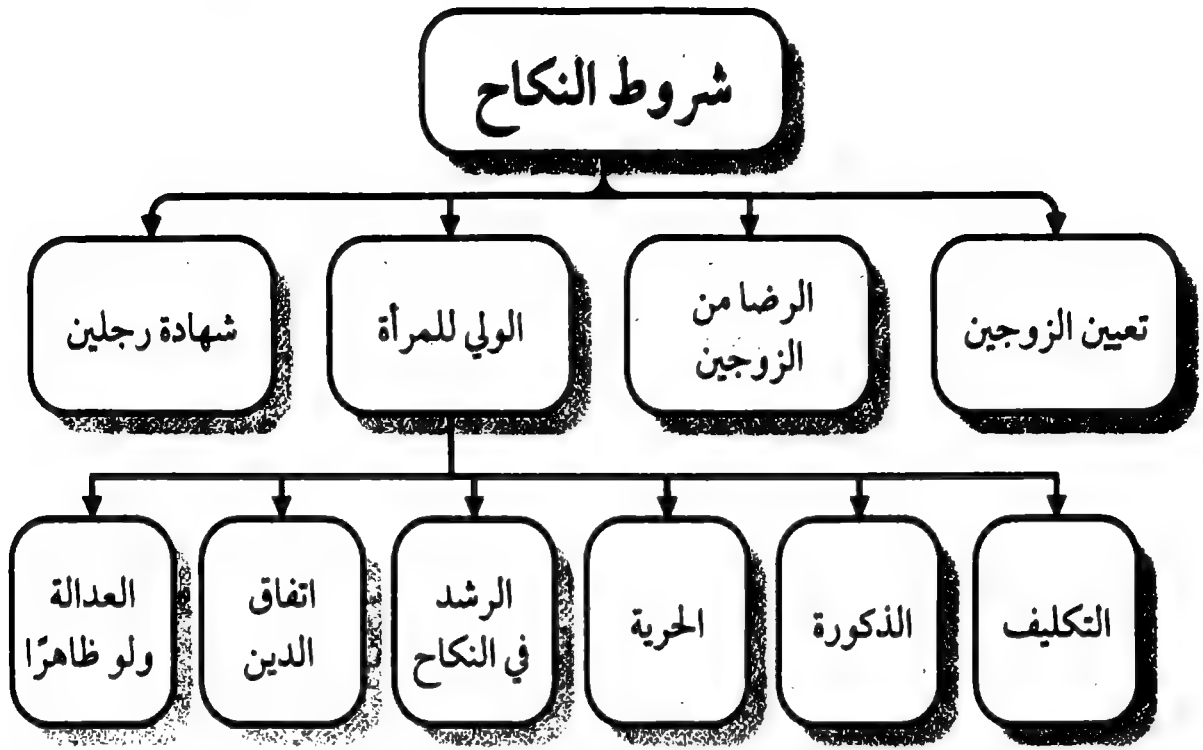 شروط النكاح
تعيين الزوجين
الرضا من
الزوجين
الولي للمرأة
شهادة رجلين
التكليف
الذكورة
الحرية
الرشد
في النكاح
اتفاق
الدين
العدالة
ولو ظاهرًا